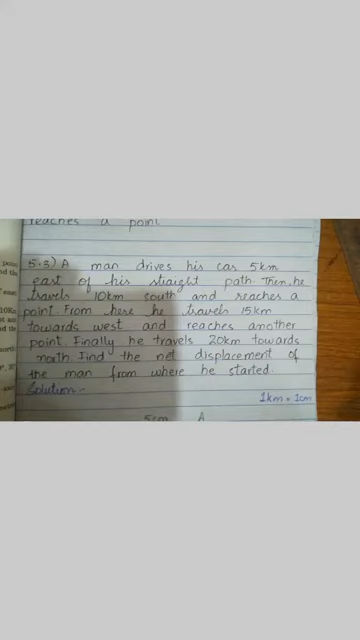 reaches a point
5.3) A man drives his car 5km
east of his straight path. Then, he
travels 10km south and reaches a
point. From here he travels 15km
towards west and reaches another
point. Finally he travels 20km towards
north. Find the net displacement of
the man from where he started.
Solution:-
1km = 1cm
5cm A